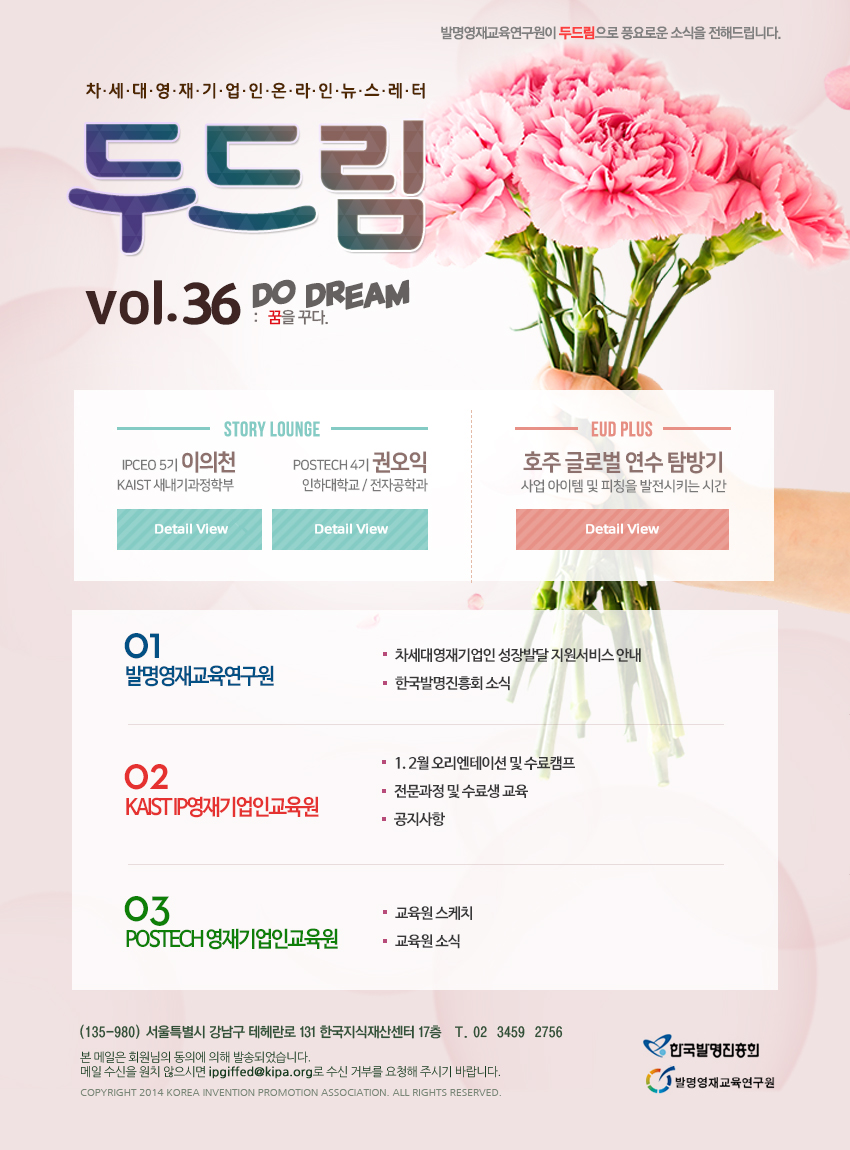 발명영재교육연구원이 두드림으로 풍요로운 소식을 전해드립니다.
차·세·대·영·재·기·업·인·온·라·인·뉴·스·레·터
두드림
vol.36 DO DREAM
: 꿈을 꾸다.
STORY LOUNGE
IPCEO 5기 이의천
KAIST 새내기과정학부
Detail View
POSTECH 4기 권오익
인하대학교 / 전자공학과
Detail View
EUD PLUS
호주 글로벌 연수 탐방기
사업 아이템 및 피칭을 발전시키는 시간
Detail View
01
발명영재교육연구원
차세대영재기업인 성장발달 지원서비스 안내
한국발명진흥회 소식
02
KAIST IP영재기업인교육원
1. 2월 오리엔테이션 및 수료캠프
전문과정 및 수료생 교육
공지사항
03
POSTECH 영재기업인교육원
교육원 스케치
교육원 소식
(135-980) 서울특별시 강남구 테헤란로 131 한국지식재산센터 17층 T. 02 3459 2756
본 메일은 회원님의 동의에 의해 발송되었습니다.
메일 수신을 원치 않으시면 ipgiffed@kipa.org로 수신 거부를 요청해 주시기 바랍니다.
COPYRIGHT 2014 KOREA INVENTION PROMOTION ASSOCIATION. ALL RIGHTS RESERVED.
한국발명진흥회
발명영재교육연구원